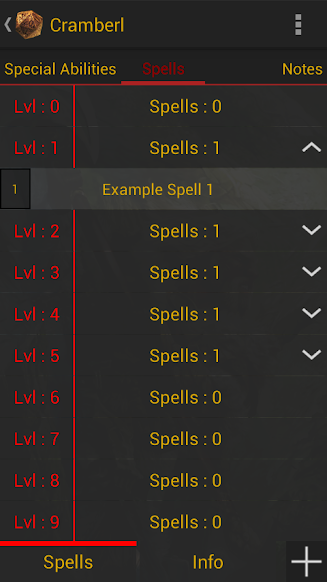 Cramberl
Special Abilities Spells Notes
Lvl : 0 Spells : 0
Lvl : 1 Spells : 1
1 Example Spell 1
Lvl : 2 Spells : 1
Lvl : 3 Spells : 1
Lvl : 4 Spells : 1
Lvl : 5 Spells : 1
Lvl : 6 Spells : 0
Lvl : 7 Spells : 0
Lvl : 8 Spells : 0
Lvl : 9 Spells : 0
Spells Info